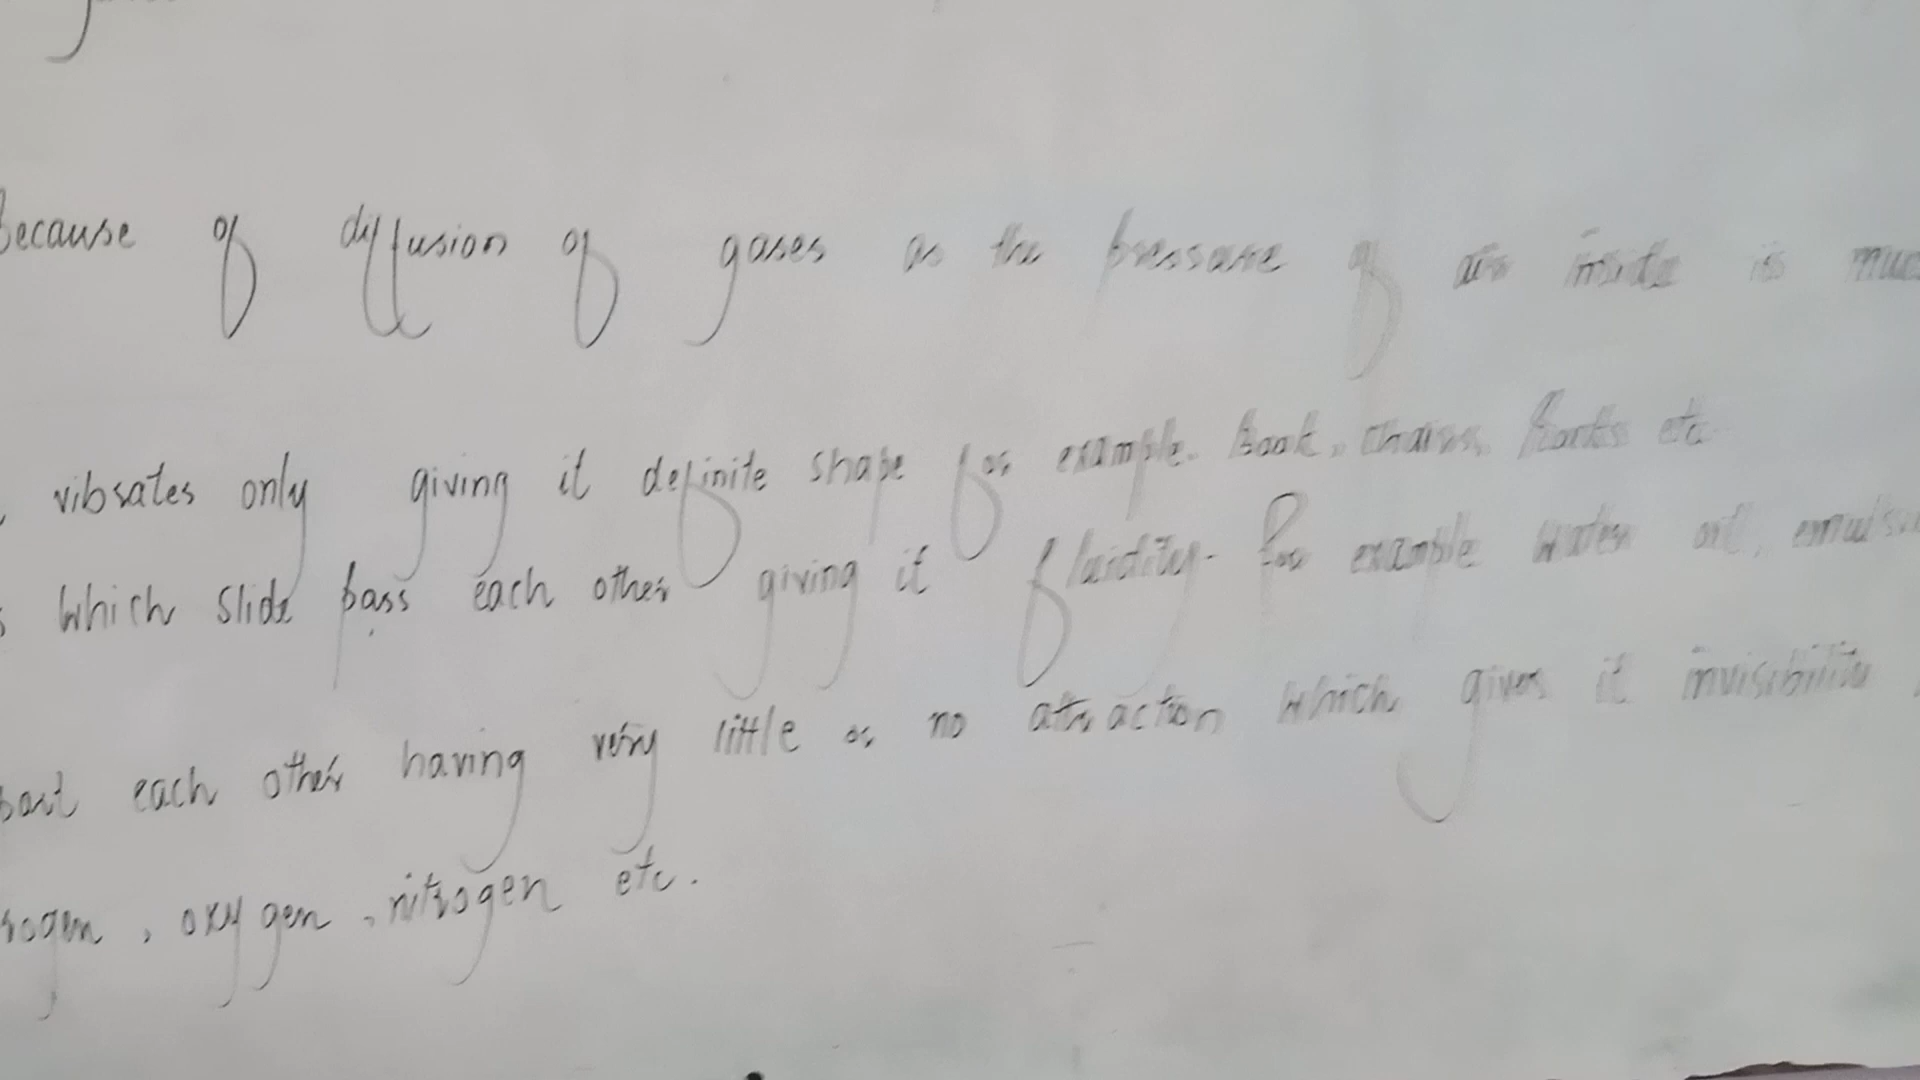 because of diffusion of gases as the pressure of air inside is
vibrates only giving it definite shape for example. Book, chairs, etc
which slide pass each other giving it fluidity. For example water oil,
each other having very little or no attraction which gives it invisibility
, oxygen, nitrogen etc.